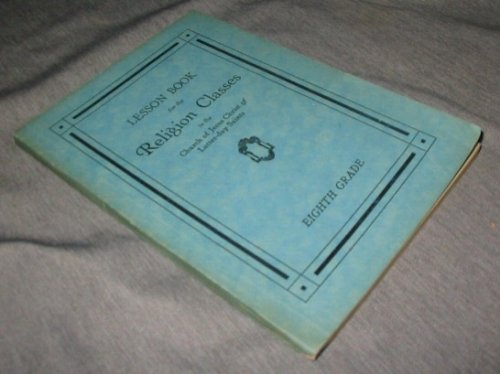 LESSON BOOK
for the
Religion Classes
in the
Church of Jesus Christ of
Latter-day Saints
EIGHTH GRADE